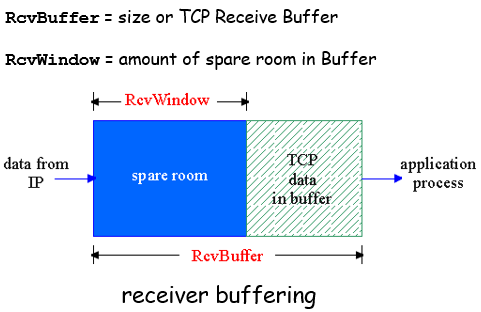 RcvBuffer = size or TCP Receive Buffer
RcvWindow = amount of spare room in Buffer
RcvWindow
data from
IP
spare room
TCP
data
in buffer
application
process
RcvBuffer
receiver buffering